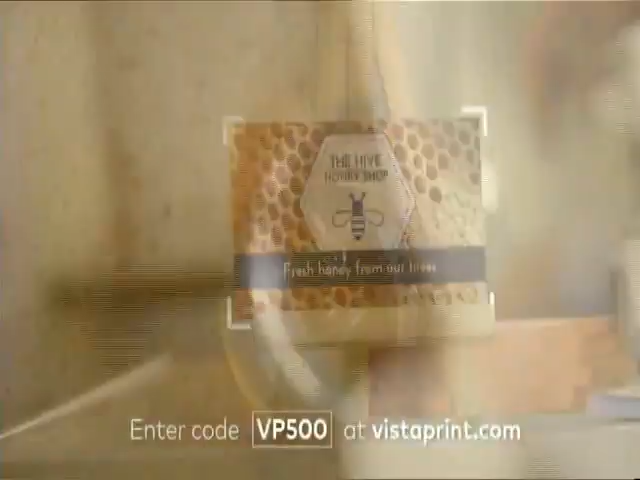 THE HIVE
HONEY SHOP
Fresh honey from our hives
Enter code VP500 at vistaprint.com